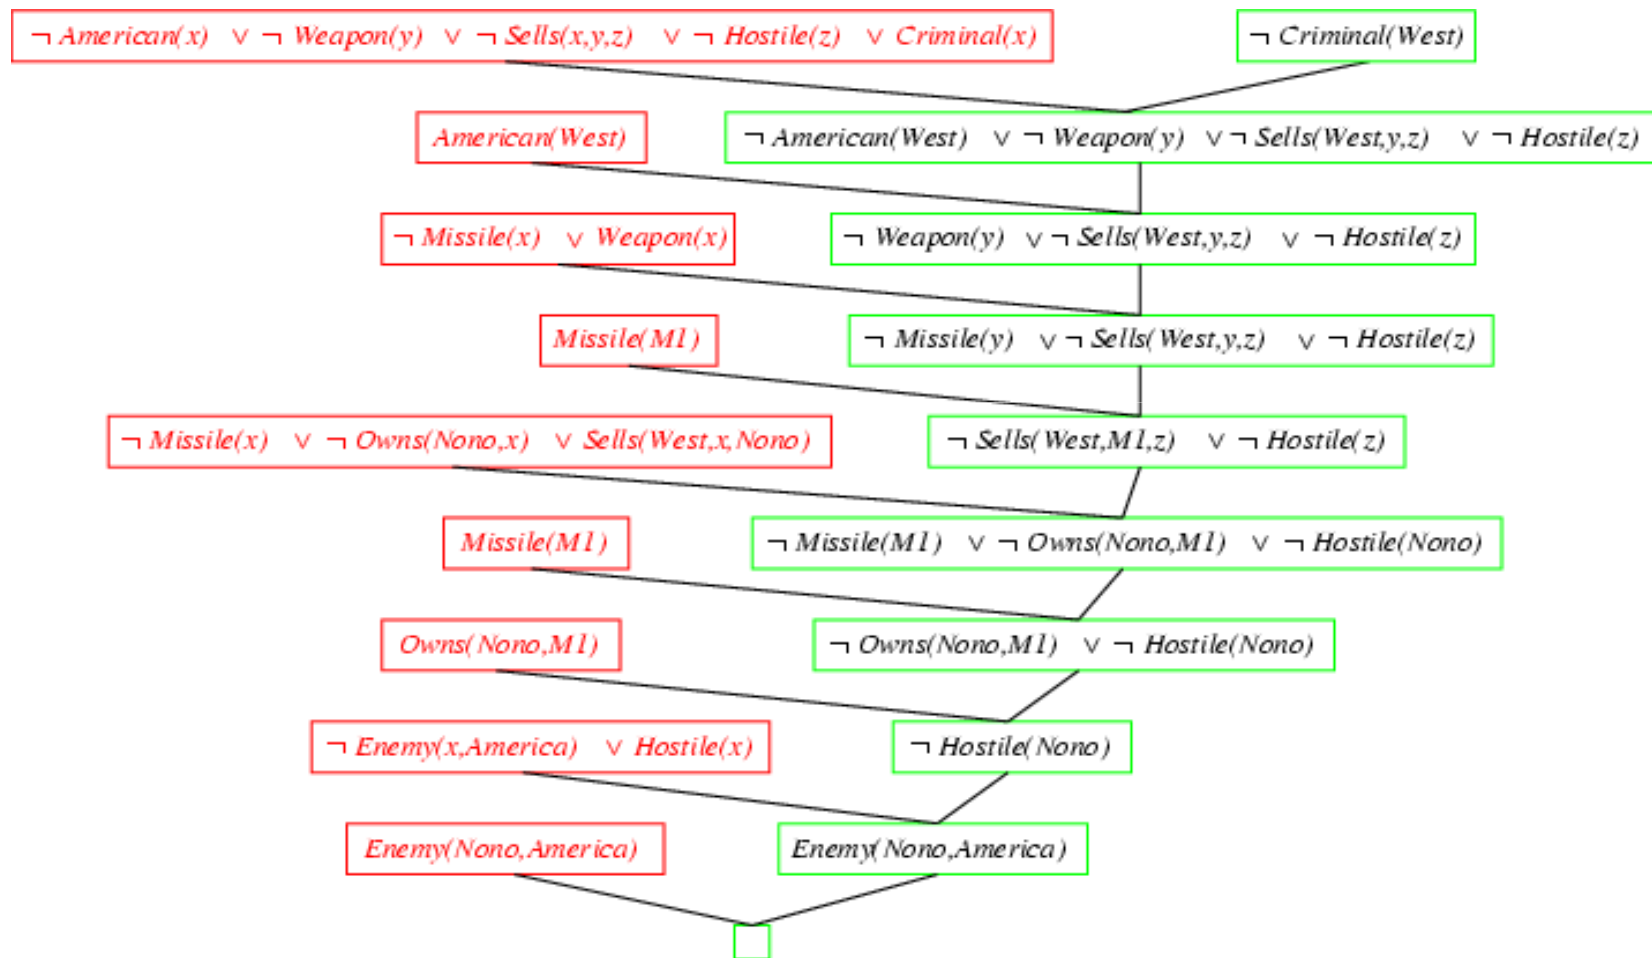 ¬ American(x) ∨ ¬ Weapon(y) ∨ ¬ Sells(x,y,z) ∨ ¬ Hostile(z) ∨ Criminal(x) ¬ Criminal(West)
American(West) ¬ American(West) ∨ ¬ Weapon(y) ∨ ¬ Sells(West,y,z) ∨ ¬ Hostile(z)
¬ Missile(x) ∨ Weapon(x) ¬ Weapon(y) ∨ ¬ Sells(West,y,z) ∨ ¬ Hostile(z)
Missile(M1) ¬ Missile(y) ∨ ¬ Sells(West,y,z) ∨ ¬ Hostile(z)
¬ Missile(x) ∨ ¬ Owns(Nono,x) ∨ Sells(West,x,Nono) ¬ Sells(West,M1,z) ∨ ¬ Hostile(z)
Missile(M1) ¬ Missile(M1) ∨ ¬ Owns(Nono,M1) ∨ ¬ Hostile(Nono)
Owns(Nono,M1) ¬ Owns(Nono,M1) ∨ ¬ Hostile(Nono)
¬ Enemy(x,America) ∨ Hostile(x) ¬ Hostile(Nono)
Enemy(Nono,America) Enemy(Nono,America)